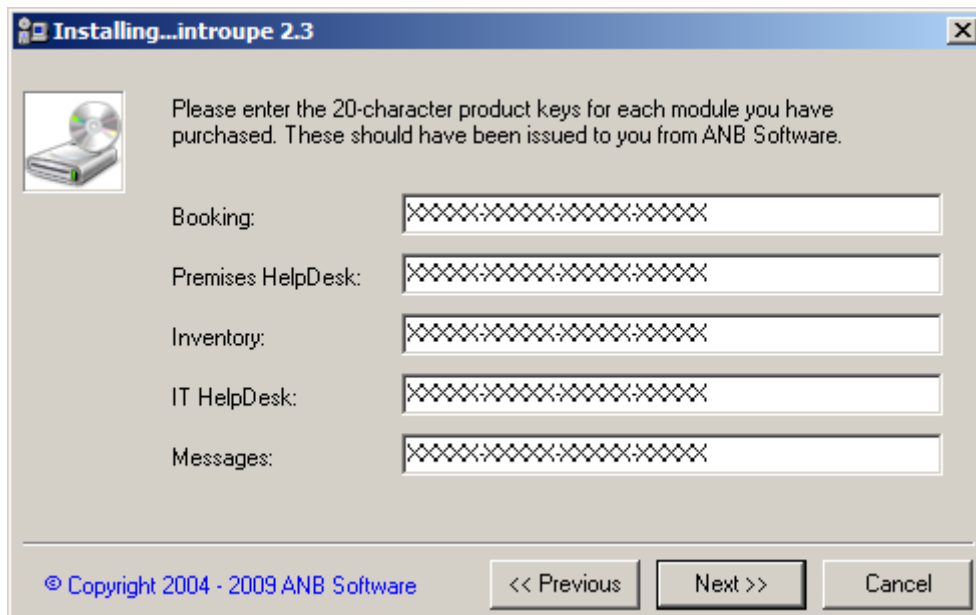 Installing...introupe 2.3
Please enter the 20-character product keys for each module you have
purchased. These should have been issued to you from ANB Software.
Booking: XXXXX-XXXXX-XXXXX-XXXXX
Premises HelpDesk: XXXXX-XXXXX-XXXXX-XXXXX
Inventory: XXXXX-XXXXX-XXXXX-XXXXX
IT HelpDesk: XXXXX-XXXXX-XXXXX-XXXXX
Messages: XXXXX-XXXXX-XXXXX-XXXXX
© Copyright 2004 - 2009 ANB Software << Previous Next >> Cancel